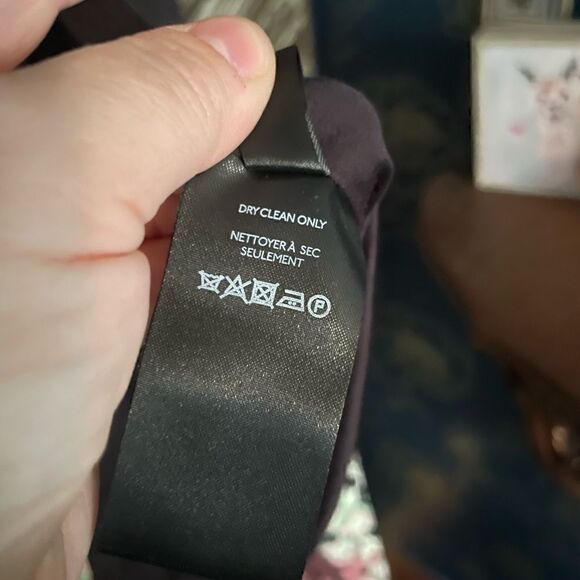 DRY CLEAN ONLY
NETTOYER À SEC
SEULEMENT
P